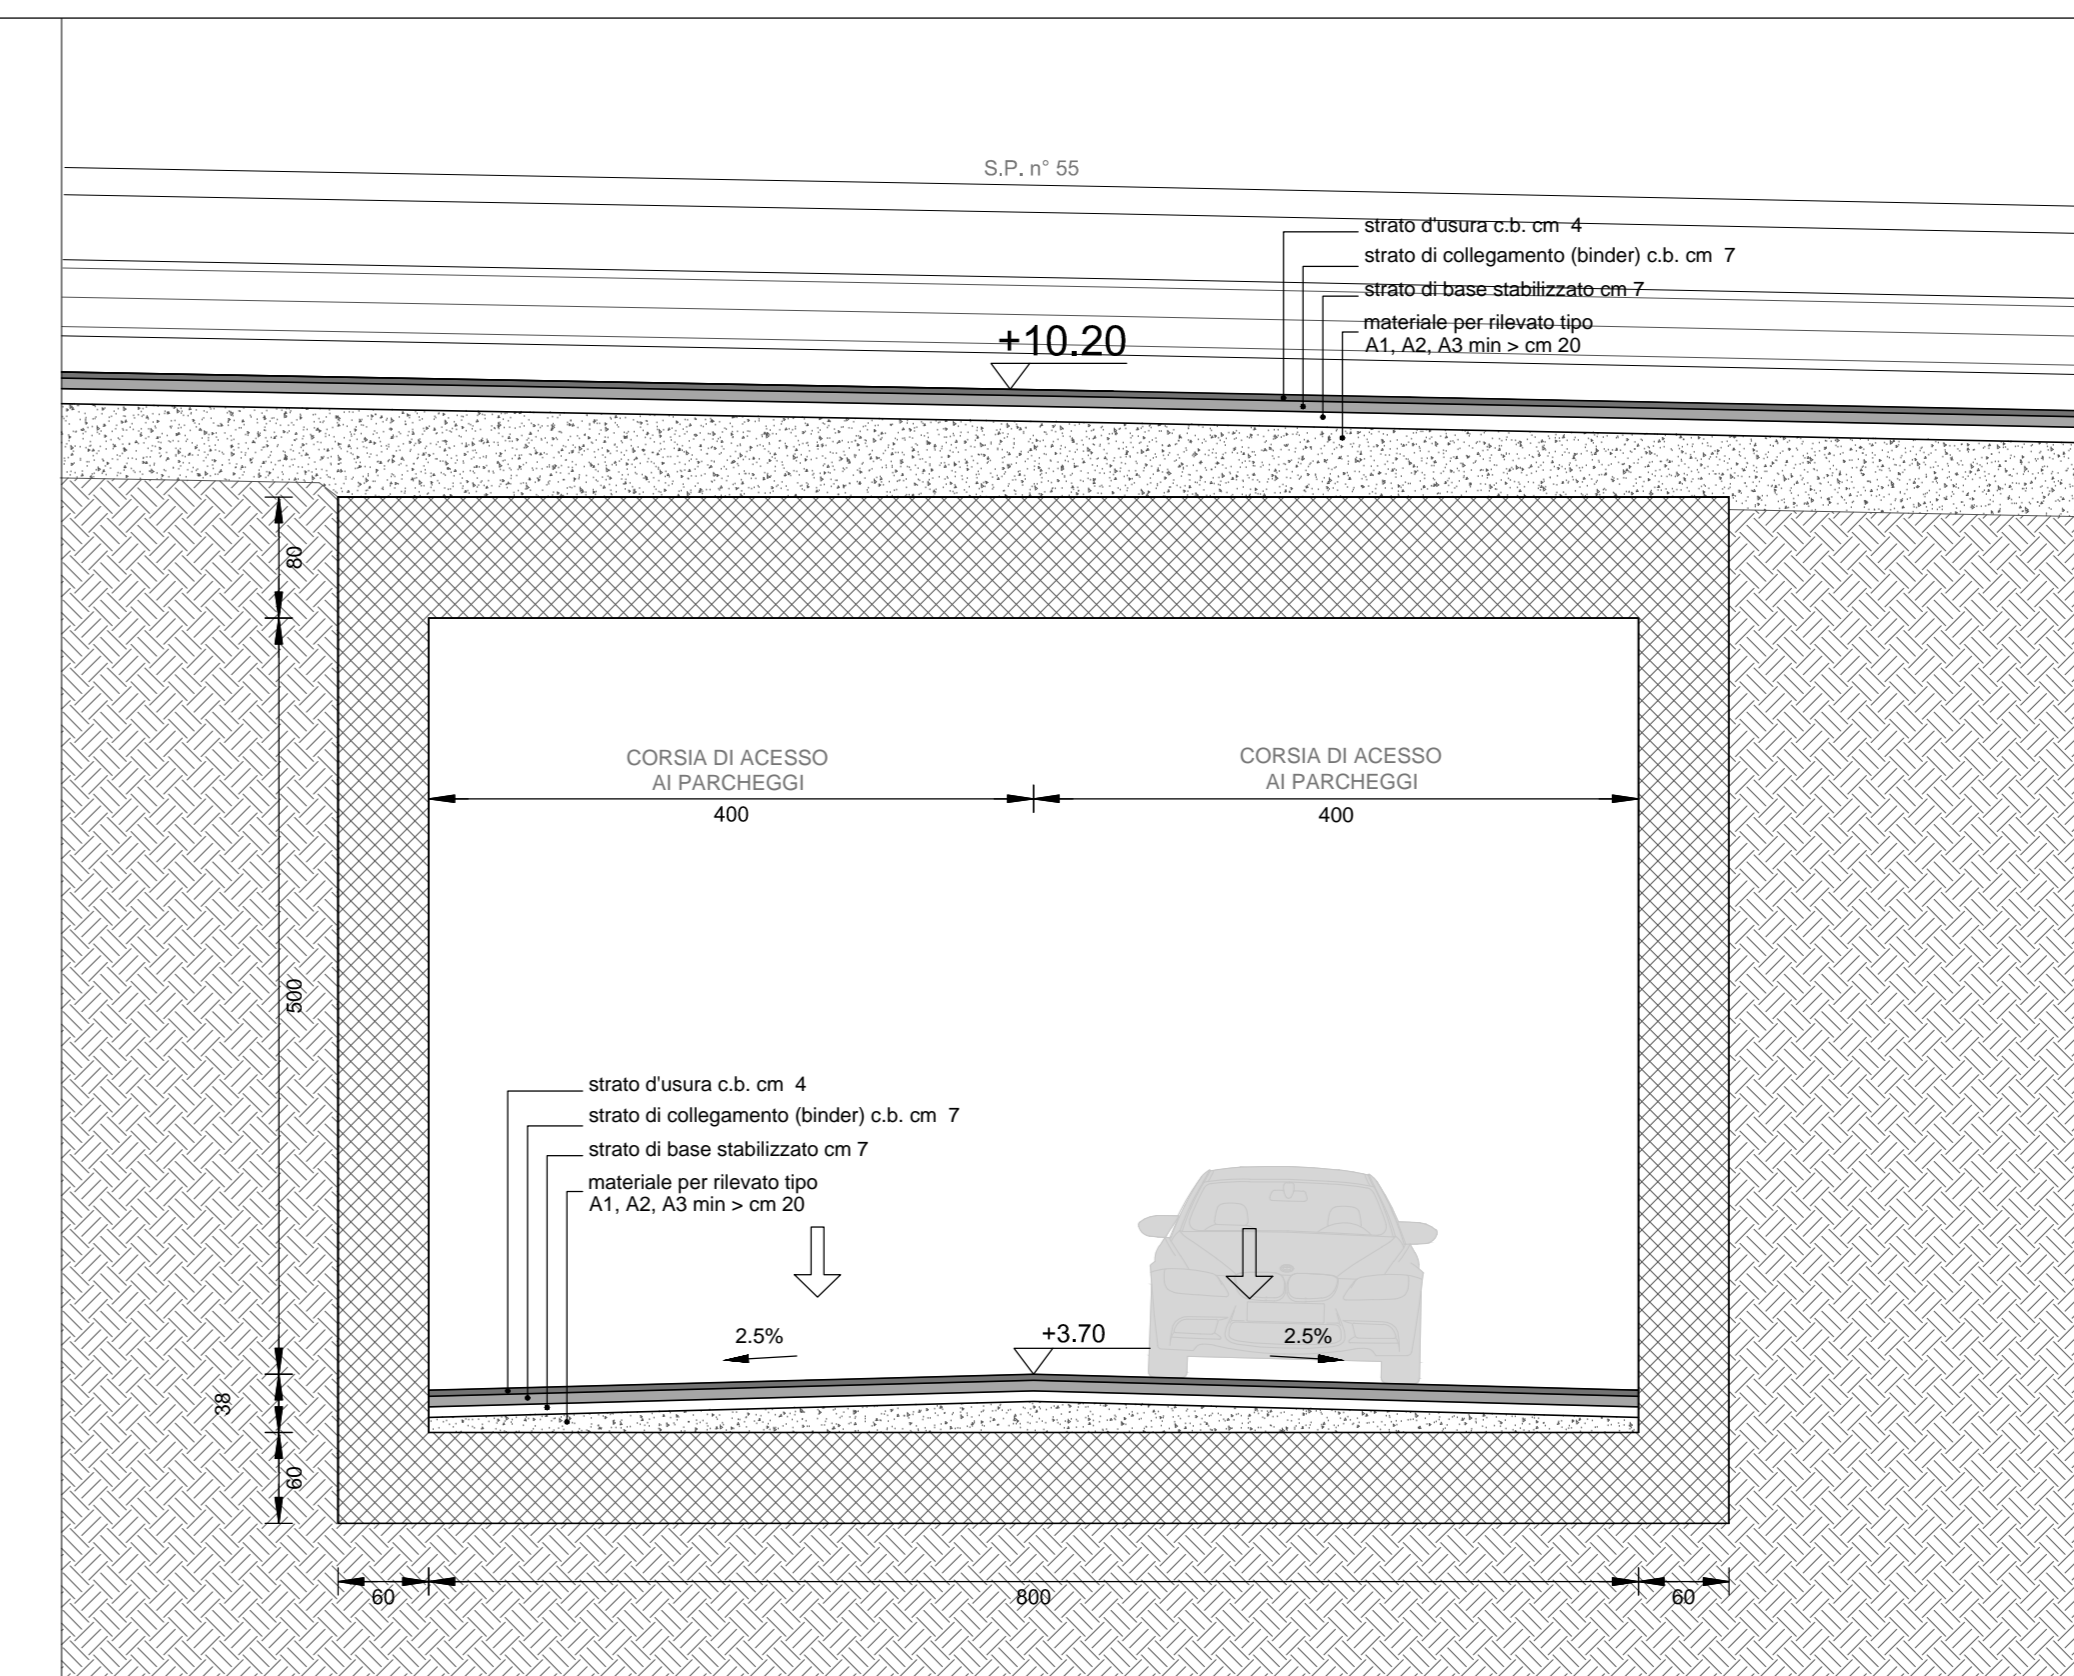 S.P. n° 55
strato d'usura c.b. cm 4
strato di collegamento (binder) c.b. cm 7
strato di base stabilizzato cm 7
materiale per rilevato tipo
A1, A2, A3 min > cm 20
+10.20
80
CORSIA DI ACESSO
AI PARCHEGGI
400
CORSIA DI ACESSO
AI PARCHEGGI
400
500
strato d'usura c.b. cm 4
strato di collegamento (binder) c.b. cm 7
strato di base stabilizzato cm 7
materiale per rilevato tipo
A1, A2, A3 min > cm 20
2.5%
+3.70
2.5%
38
60
60
800
60